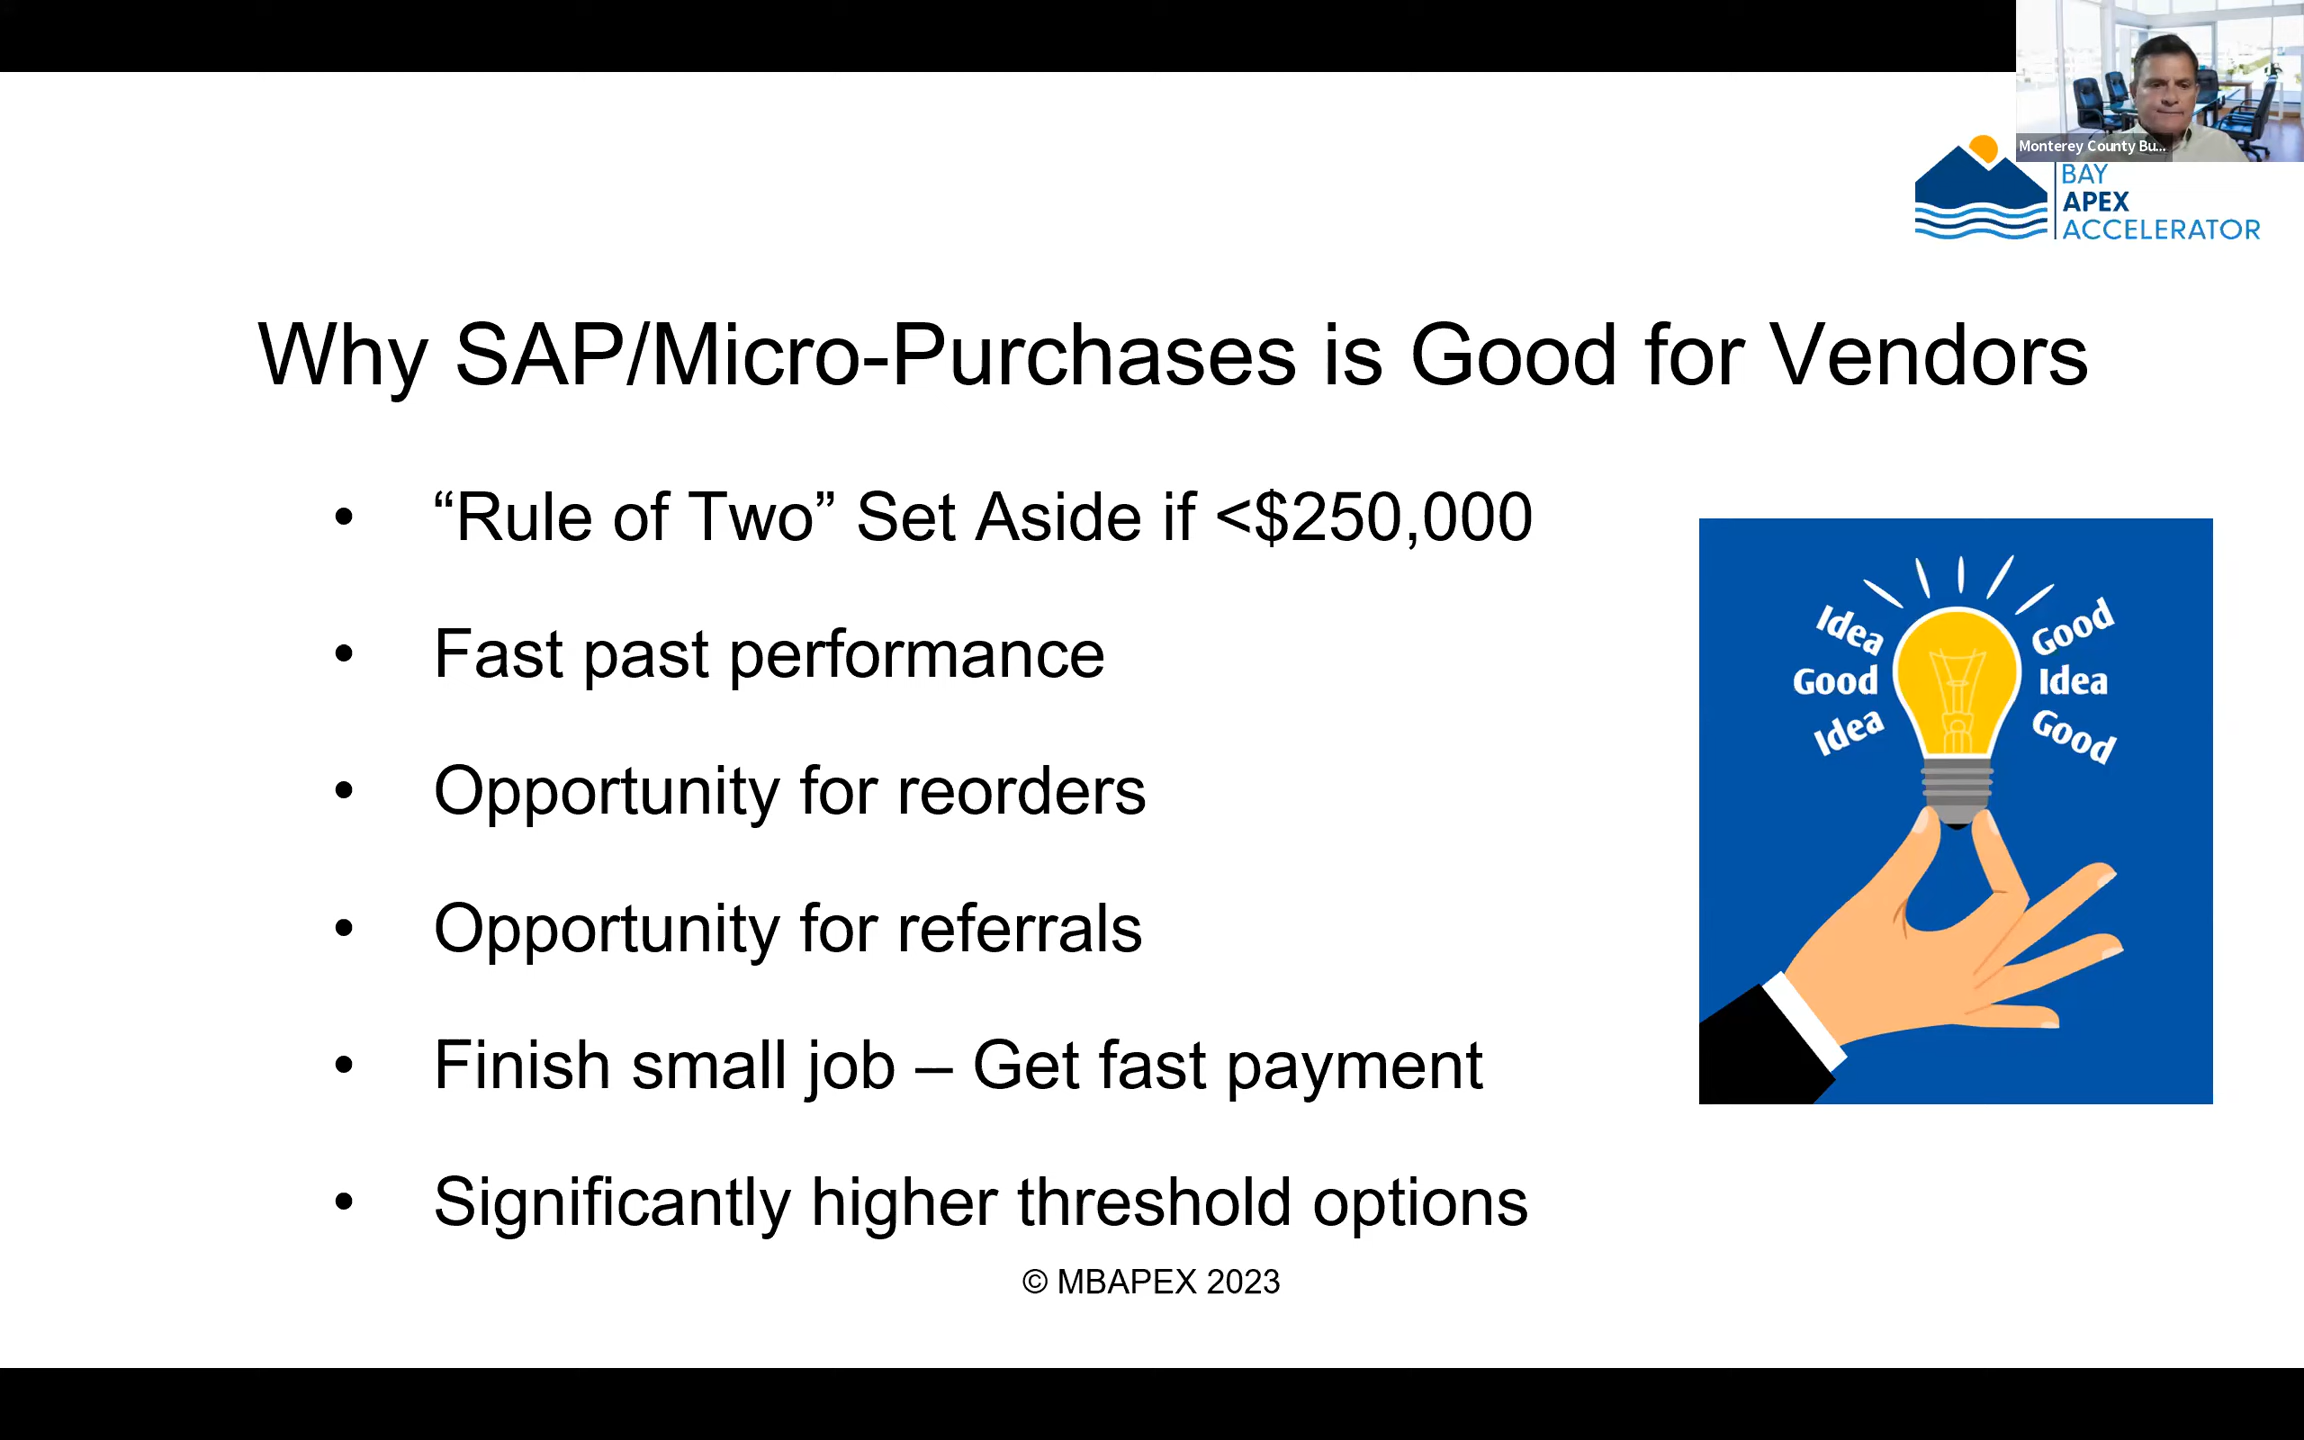 Monterey County Bu...
BAY
APEX
ACCELERATOR
Why SAP/Micro-Purchases is Good for Vendors
• “Rule of Two” Set Aside if <$250,000
• Fast past performance
• Opportunity for reorders
• Opportunity for referrals
• Finish small job – Get fast payment
• Significantly higher threshold options
Idea
Good
Idea
Good
Idea
Good
© MBAPEX 2023